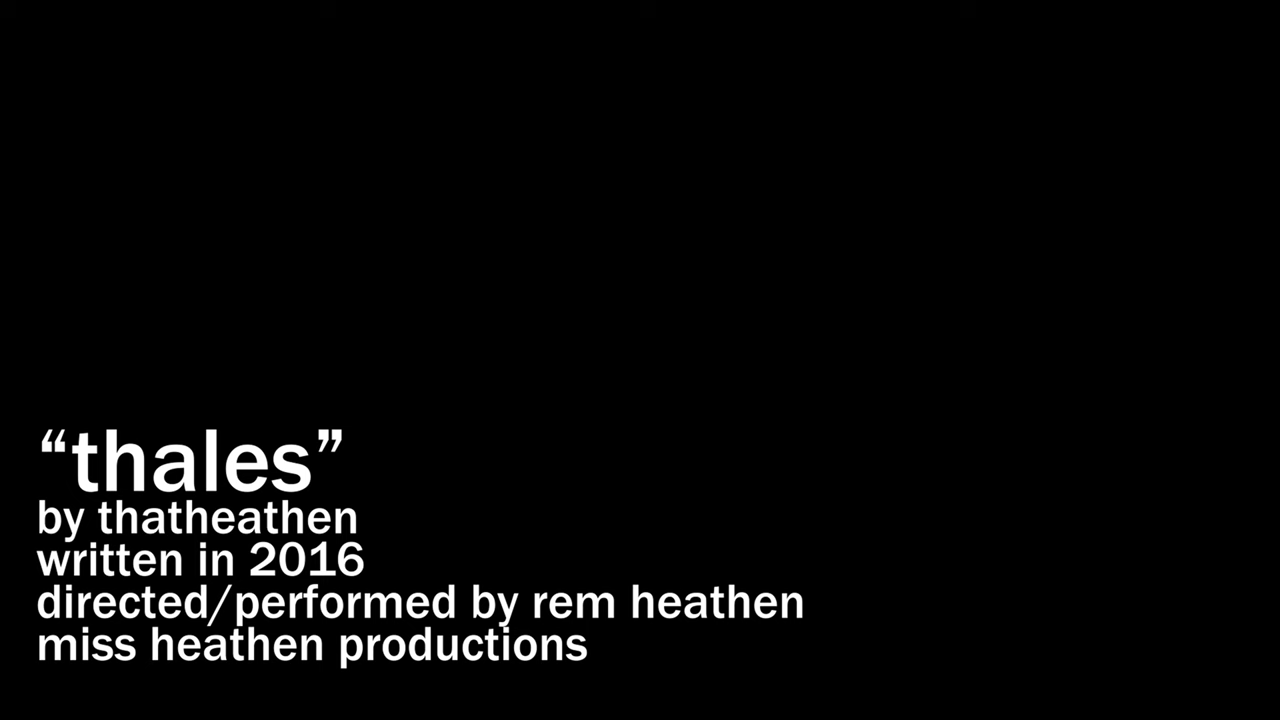 “thales”
by thatheathen
written in 2016
directed/performed by rem heathen
miss heathen productions